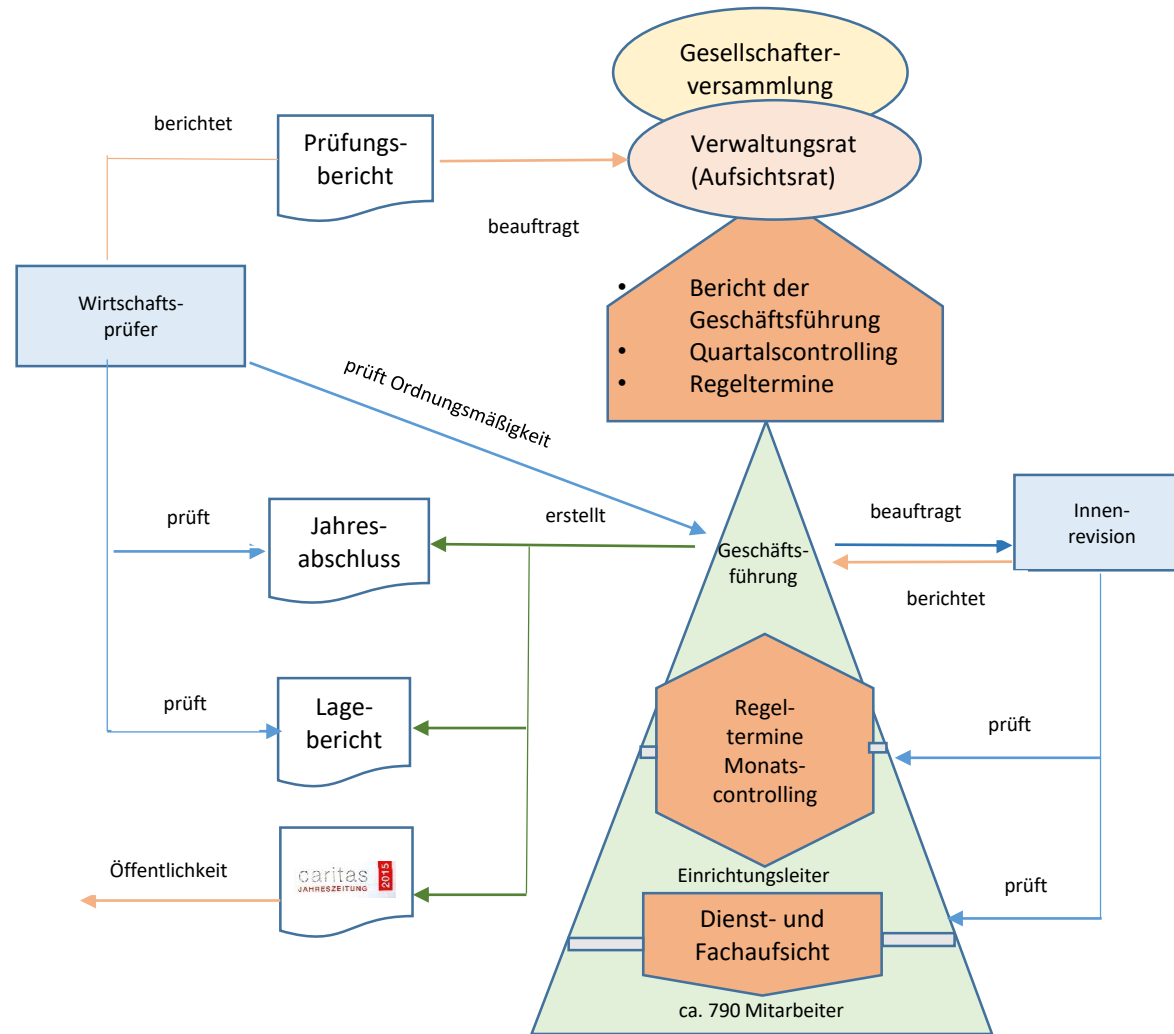 Gesellschafter-
versammlung
Verwaltungsrat
(Aufsichtsrat)
berichtet
Prüfungs-
bericht
beauftragt
Wirtschafts-
prüfer
• Bericht der
Geschäftsführung
• Quartalscontrolling
• Regeltermine
prüft Ordnungsmäßigkeit
prüft
Jahres-
abschluss
erstellt
Geschäfts-
führung
beauftragt
Innen-
revision
berichtet
prüft
Lage-
bericht
Regel-
termine
Monats-
controlling
prüft
Öffentlichkeit
caritas
JAHRESZEITUNG
2015
Einrichtungsleiter
prüft
Dienst- und
Fachaufsicht
ca. 790 Mitarbeiter